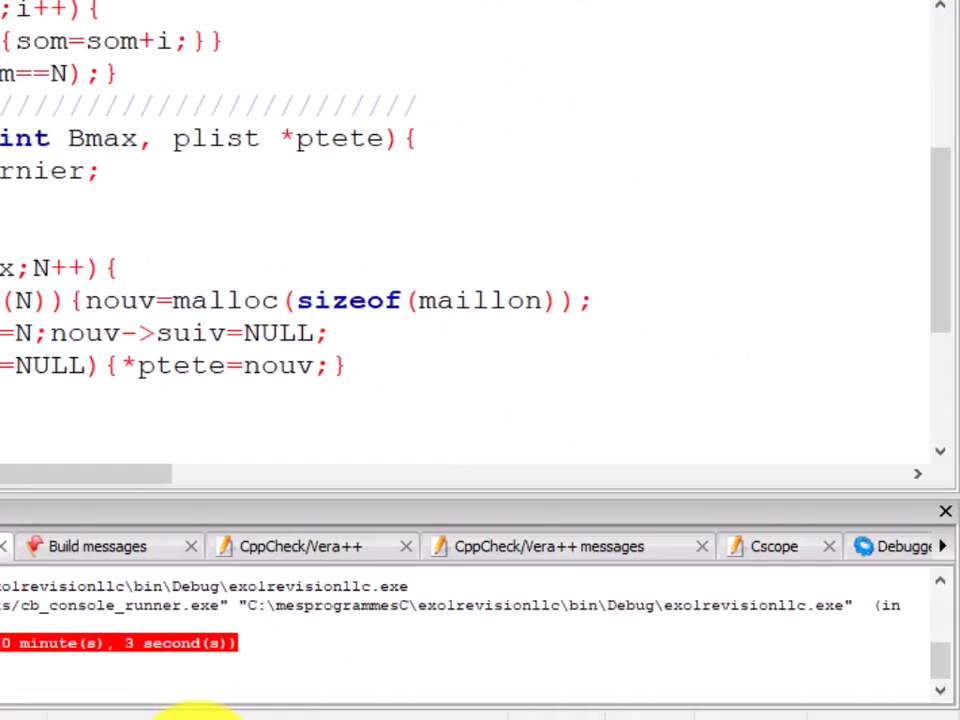 ;i++){
{som=som+i;}}
m==N);}
////////////////////////
int Bmax, plist *ptete){
rnier;
x;N++){
(N)){nouv=malloc(sizeof(maillon));
=N;nouv->suiv=NULL;
=NULL){*ptete=nouv;}
Build messages CppCheck/Vera++ CppCheck/Vera++ messages Cscope Debugge
xolrevisionllc\bin\Debug\exolrevisionllc.exe
s/cb_console_runner.exe" "C:\mesprogrammesC\exolrevisionllc\bin\Debug\exolrevisionllc.exe" (in
0 minute(s), 3 second(s))